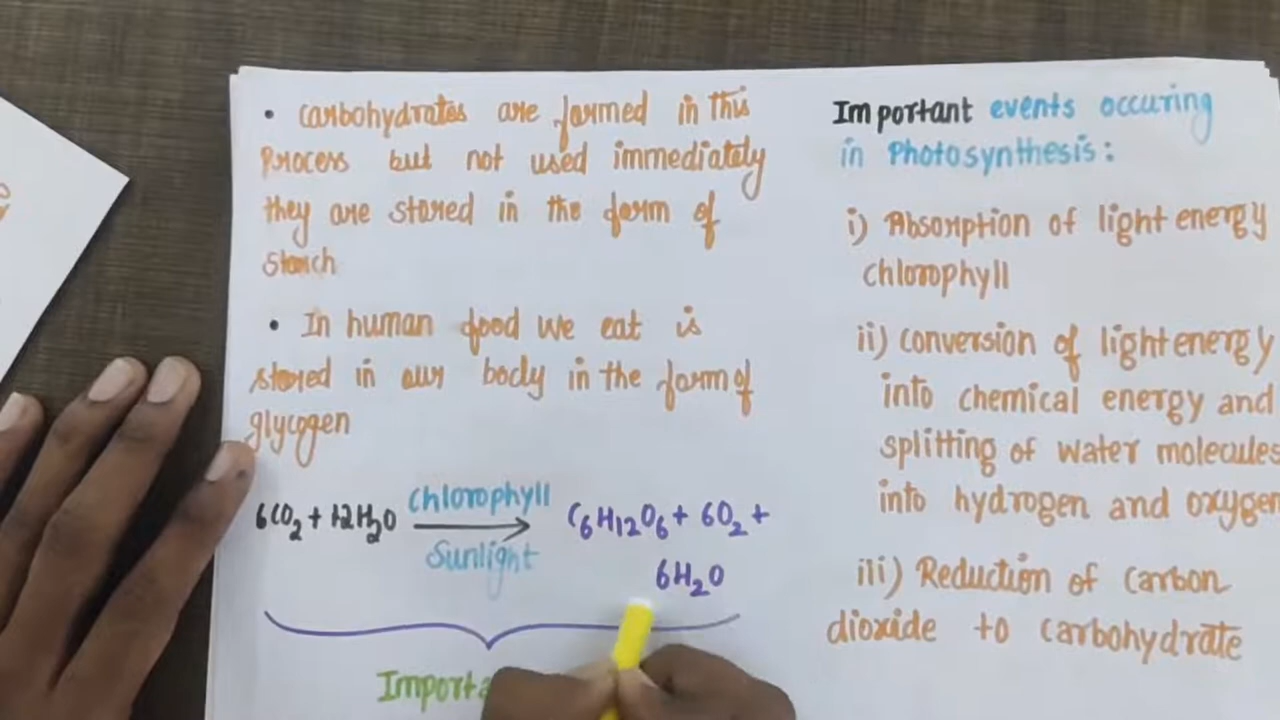 • Carbohydrates are formed in this
Process but not used immediately
they are stored in the form of
starch
• In human food we eat is
stored in our body in the form of
glycogen
6CO₂ + 12H₂O Chlorophyll Sunlight → C₆H₁₂O₆ + 6O₂ +
6H₂O
Important events occuring
in Photosynthesis:
i) Absorption of light energy
chlorophyll
ii) Conversion of light energy
into chemical energy and
splitting of water molecules
into hydrogen and oxygen
iii) Reduction of Carbon
dioxide to carbohydrate